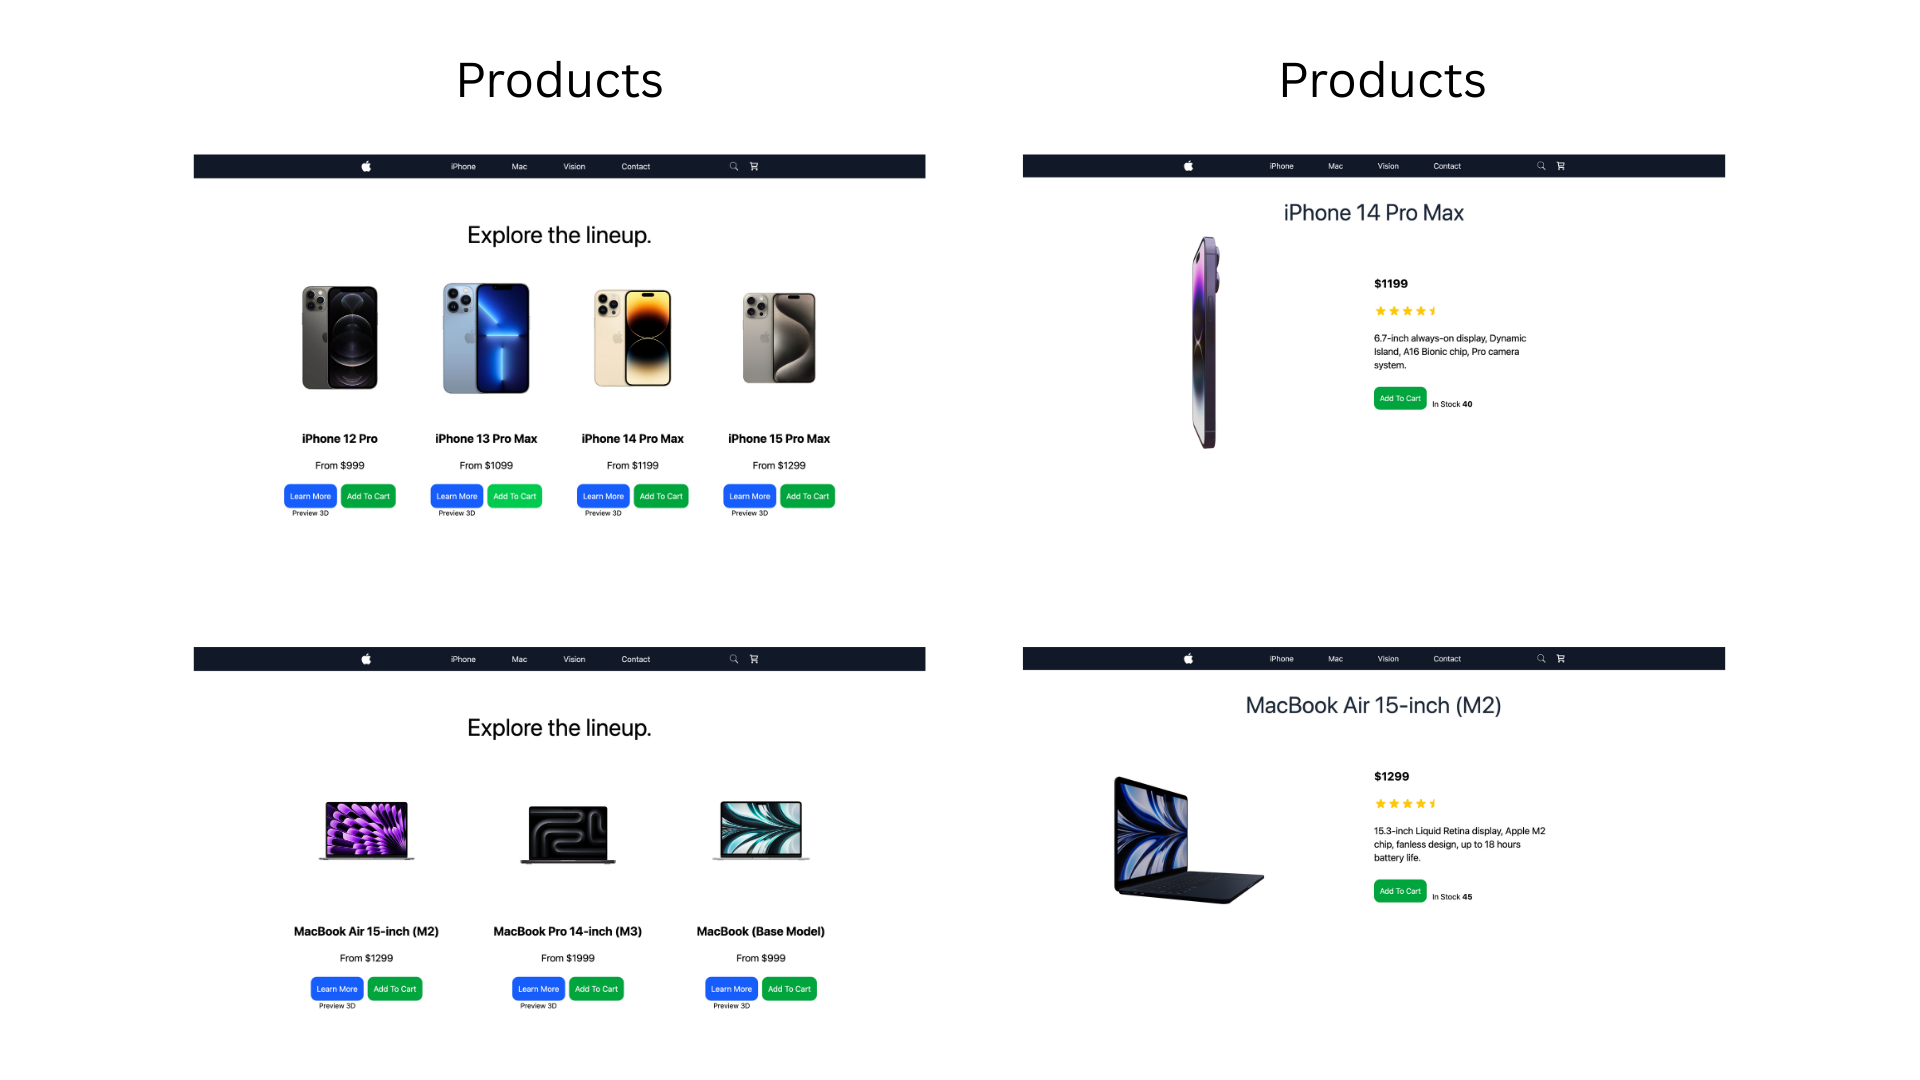 Products
iPhone Mac Vision Contact
Explore the lineup.
iPhone 12 Pro iPhone 13 Pro Max iPhone 14 Pro Max iPhone 15 Pro Max
From $999 From $1099 From $1199 From $1299
Learn More Add To Cart Learn More Add To Cart Learn More Add To Cart Learn More Add To Cart
Preview 3D Preview 3D Preview 3D Preview 3D
iPhone Mac Vision Contact
Explore the lineup.
MacBook Air 15-inch (M2) MacBook Pro 14-inch (M3) MacBook (Base Model)
From $1299 From $1999 From $999
Learn More Add To Cart Learn More Add To Cart Learn More Add To Cart
Preview 3D Preview 3D Preview 3D
Products
iPhone Mac Vision Contact
iPhone 14 Pro Max
$1199
6.7-inch always-on display, Dynamic
Island, A16 Bionic chip, Pro camera
system.
Add To Cart In Stock 40
iPhone Mac Vision Contact
MacBook Air 15-inch (M2)
$1299
15.3-inch Liquid Retina display, Apple M2
chip, fanless design, up to 18 hours
battery life.
Add To Cart In Stock 45